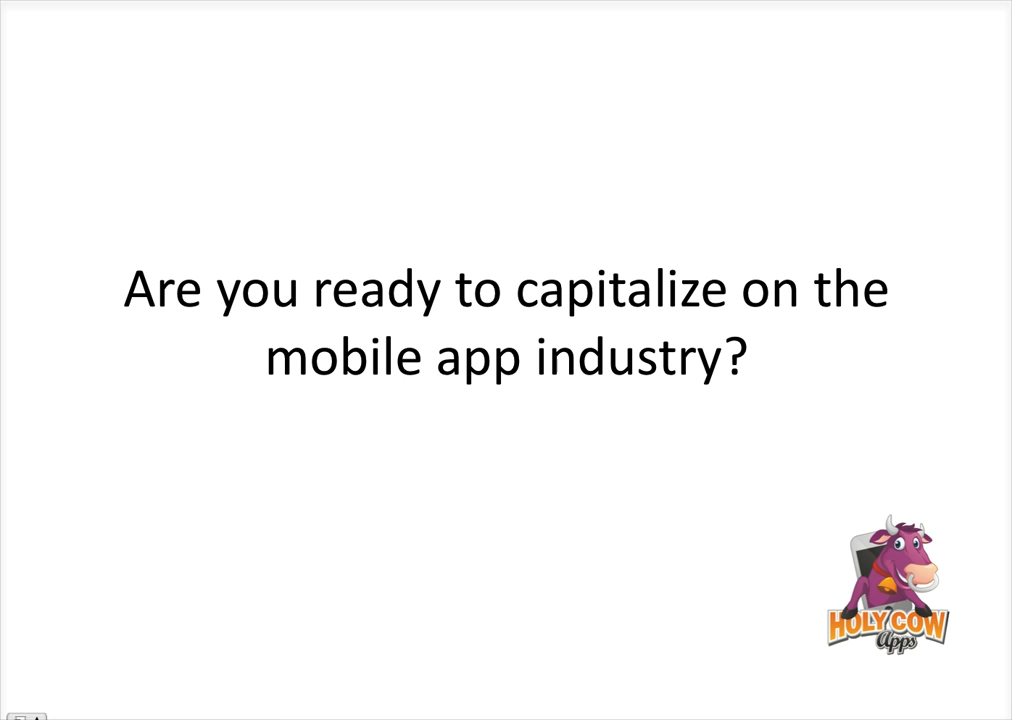 Are you ready to capitalize on the
mobile app industry?
HOLY COW
Apps